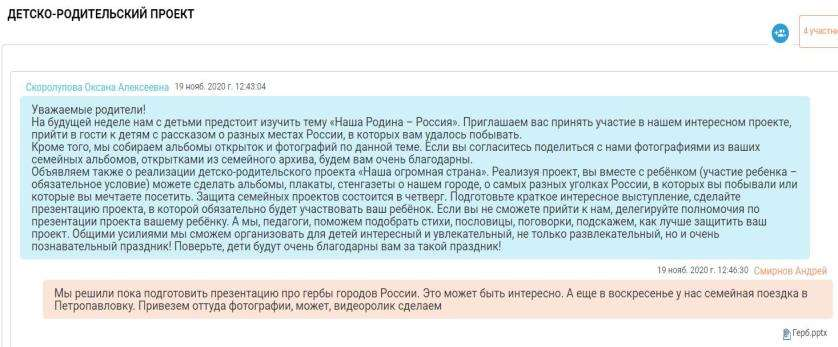 ДЕТСКО-РОДИТЕЛЬСКИЙ ПРОЕКТ
4 участни
Скоролупова Оксана Алексеевна 19 нояб. 2020 г. 12:43:04
Уважаемые родители!
На будущей неделе нам с детьми предстоит изучить тему «Наша Родина – Россия». Приглашаем вас принять участие в нашем интересном проекте,
прийти в гости к детям с рассказом о разных местах России, в которых вам удалось побывать.
Кроме того, мы собираем альбомы открыток и фотографий по данной теме. Если вы согласитесь поделиться с нами фотографиями из ваших
семейных альбомов, открытками из семейного архива, будем вам очень благодарны.
Объявляем также о реализации детско-родительского проекта «Наша огромная страна». Реализуя проект, вы вместе с ребёнком (участие ребенка –
обязательное условие) можете сделать альбомы, плакаты, стенгазеты о нашем городе, о самых разных уголках России, в которых вы побывали или
которые вы мечтаете посетить. Защита семейных проектов состоится в четверг. Подготовьте краткое интересное выступление, сделайте
презентацию проекта, в которой обязательно будет участвовать ваш ребёнок. Если вы не сможете прийти к нам, делегируйте полномочия по
презентации проекта вашему ребёнку. А мы, педагоги, поможем подобрать стихи, пословицы, поговорки, подскажем, как лучше защитить ваш
проект. Общими усилиями мы сможем организовать для детей интересный и увлекательный, не только развлекательный, но и очень
познавательный праздник! Поверьте, дети будут очень благодарны вам за такой праздник!
19 нояб. 2020 г. 12:46:30 Смирнов Андрей
Мы решили пока подготовить презентацию про гербы городов России. Это может быть интересно. А еще в воскресенье у нас семейная поездка в
Петропавловку. Привезем оттуда фотографии, может, видеоролик сделаем
Герб.pptx